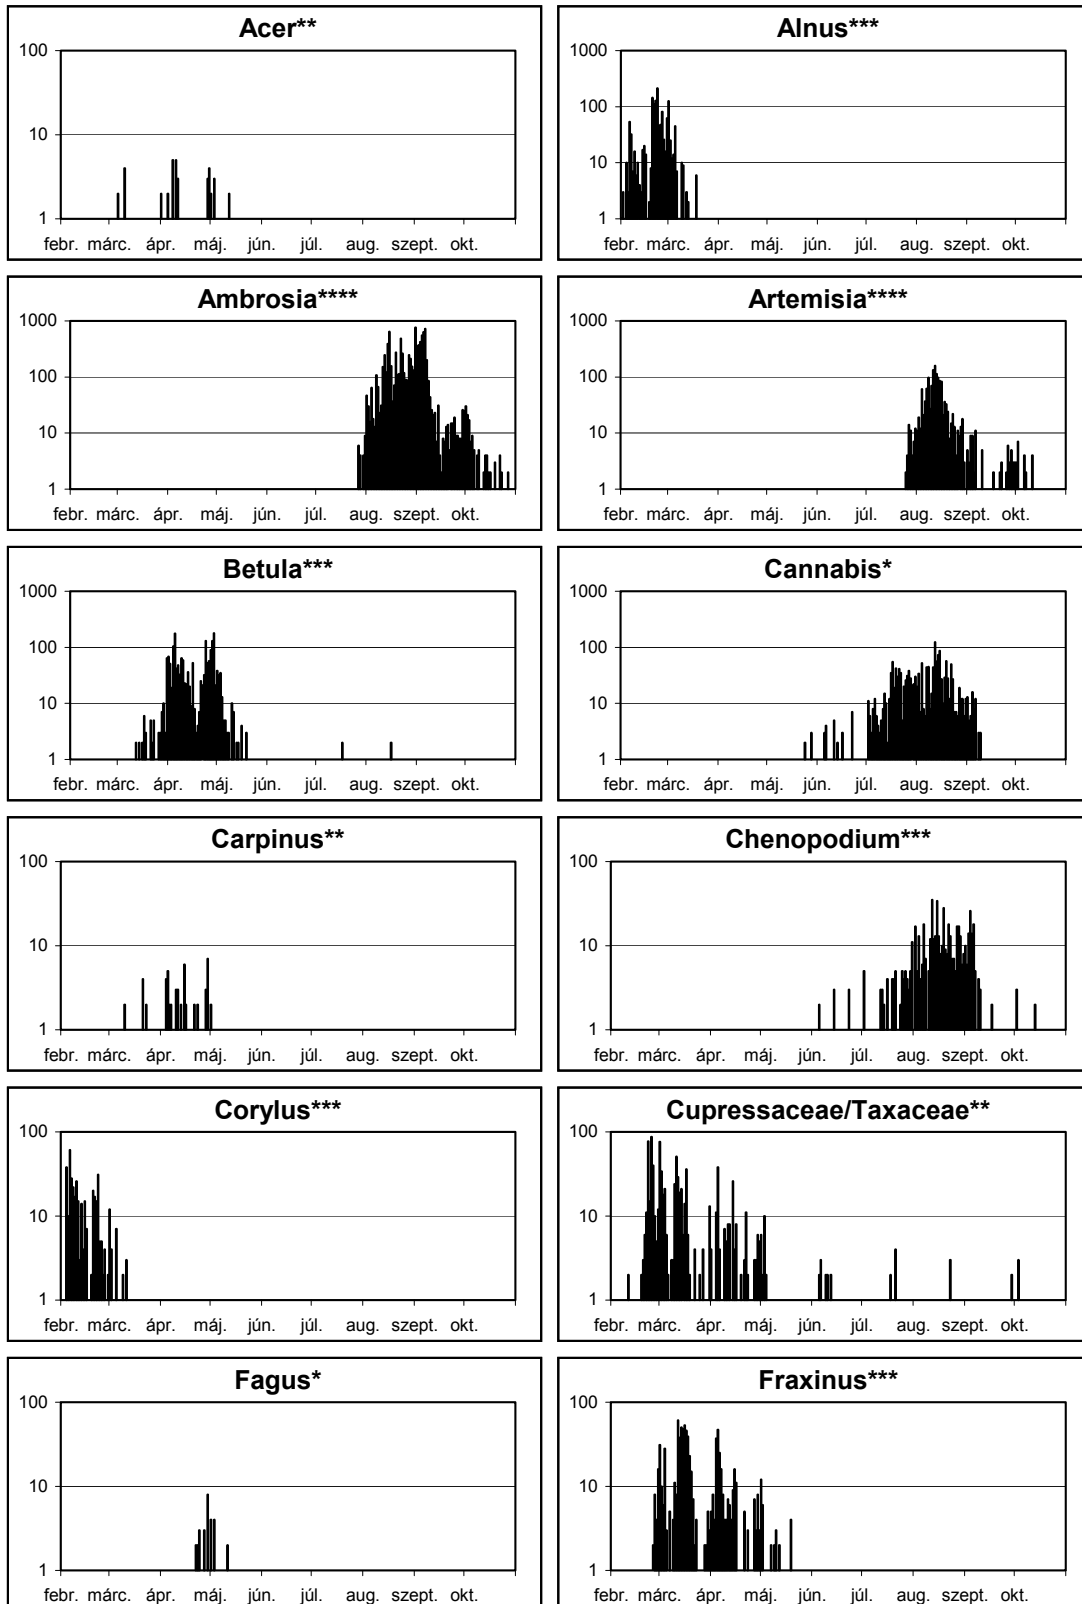 Acer**
100
10
1
febr. márc. ápr. máj. jún. júl. aug. szept. okt.
Alnus***
1000
100
10
1
febr. márc. ápr. máj. jún. júl. aug. szept. okt.
Ambrosia****
1000
100
10
1
febr. márc. ápr. máj. jún. júl. aug. szept. okt.
Artemisia****
1000
100
10
1
febr. márc. ápr. máj. jún. júl. aug. szept. okt.
Betula***
1000
100
10
1
febr. márc. ápr. máj. jún. júl. aug. szept. okt.
Cannabis*
1000
100
10
1
febr. márc. ápr. máj. jún. júl. aug. szept. okt.
Carpinus**
100
10
1
febr. márc. ápr. máj. jún. júl. aug. szept. okt.
Chenopodium***
100
10
1
febr. márc. ápr. máj. jún. júl. aug. szept. okt.
Corylus***
100
10
1
febr. márc. ápr. máj. jún. júl. aug. szept. okt.
Cupressaceae/Taxaceae**
100
10
1
febr. márc. ápr. máj. jún. júl. aug. szept. okt.
Fagus*
100
10
1
febr. márc. ápr. máj. jún. júl. aug. szept. okt.
Fraxinus***
100
10
1
febr. márc. ápr. máj. jún. júl. aug. szept. okt.